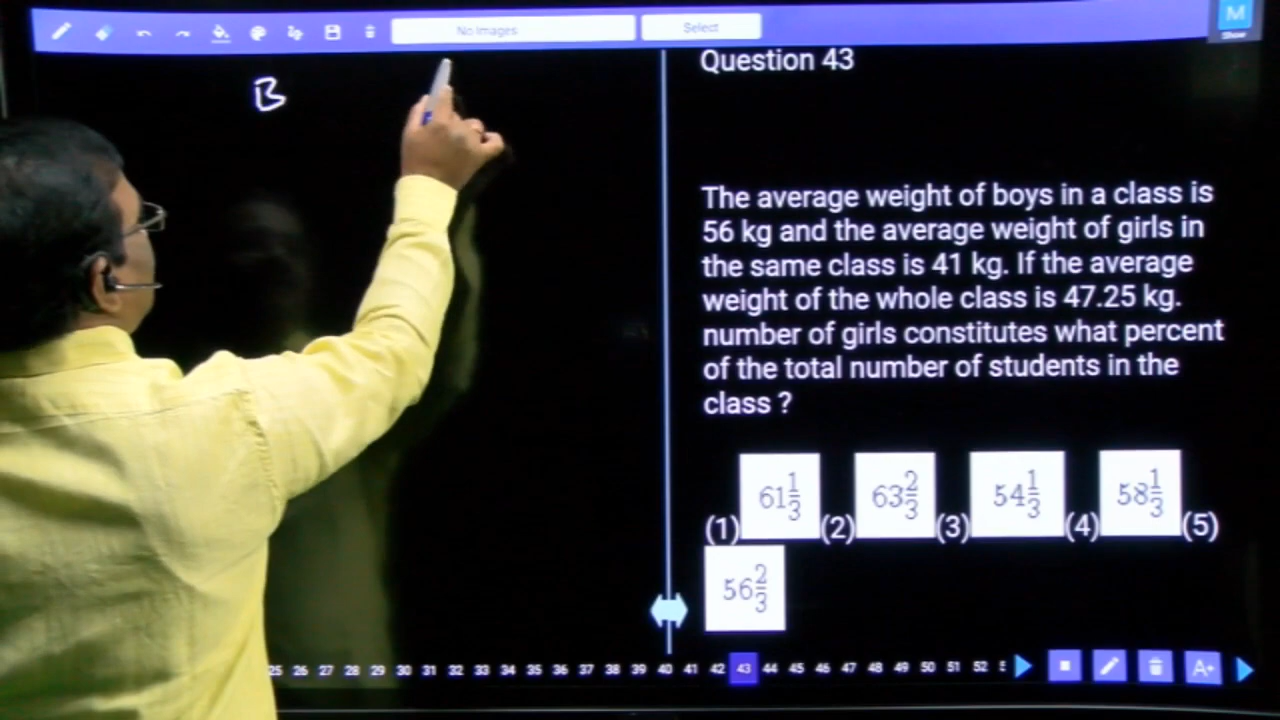 No Images Select
M
Show
B
Question 43
The average weight of boys in a class is
56 kg and the average weight of girls in
the same class is 41 kg. If the average
weight of the whole class is 47.25 kg.
number of girls constitutes what percent
of the total number of students in the
class ?
(1) 61 1/3 (2) 63 2/3 (3) 54 1/3 (4) 58 1/3 (5)
56 2/3
25 26 27 28 29 30 31 32 33 34 35 36 37 38 39 40 41 42 43 44 45 46 47 48 49 50 51 52
A+